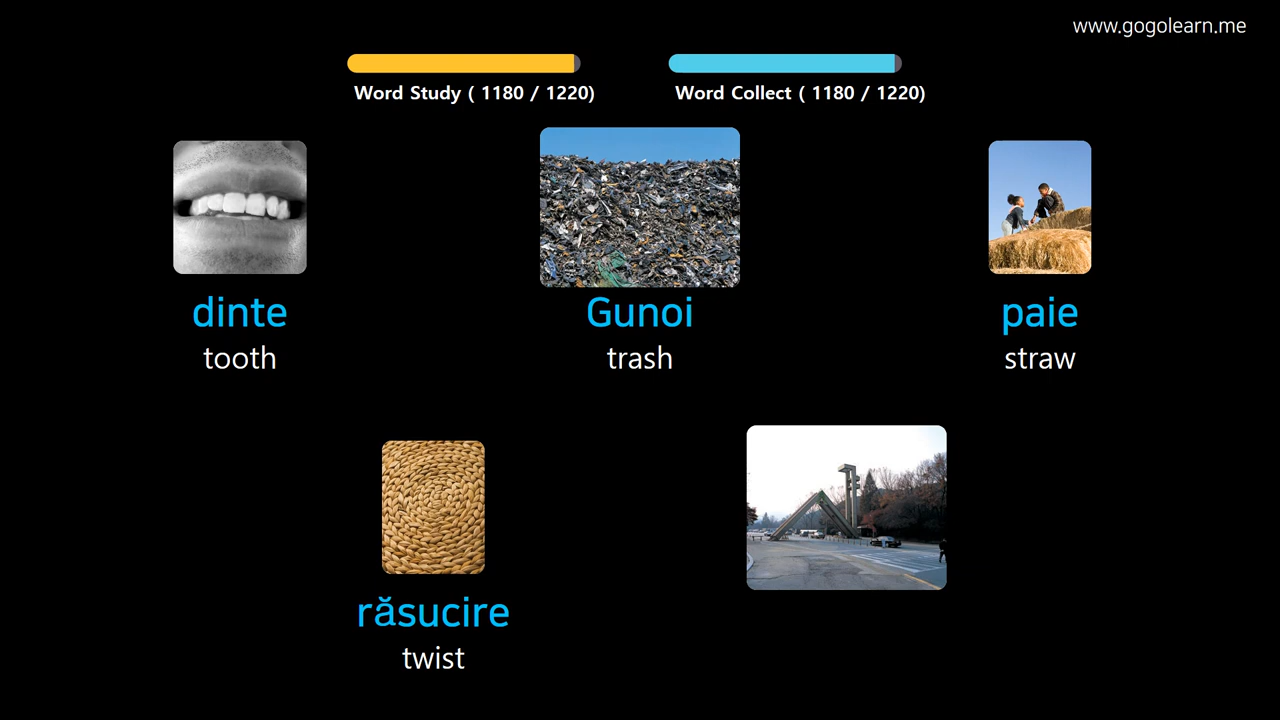 www.gogolearn.me
Word Study ( 1180 / 1220)
Word Collect ( 1180 / 1220)
dinte
tooth
Gunoi
trash
paie
straw
răsucire
twist